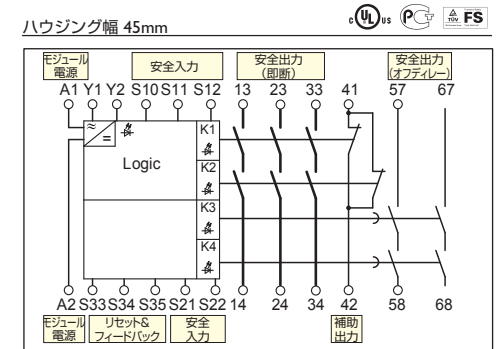 ハウジング幅 45mm
c UL us
PG
TÜV FS
モジュール
電源
安全入力
安全出力
(即断)
安全出力
(オフディレー)
A1 Y1 Y2 S10 S11 S12 13 23 33 41 57 67
K1
Logic
K2
K3
K4
A2 S33 S34 S35 S21 S22 14 24 34 42 58 68
モジュール
電源
リセット&
フィードバック
安全
入力
補助
出力